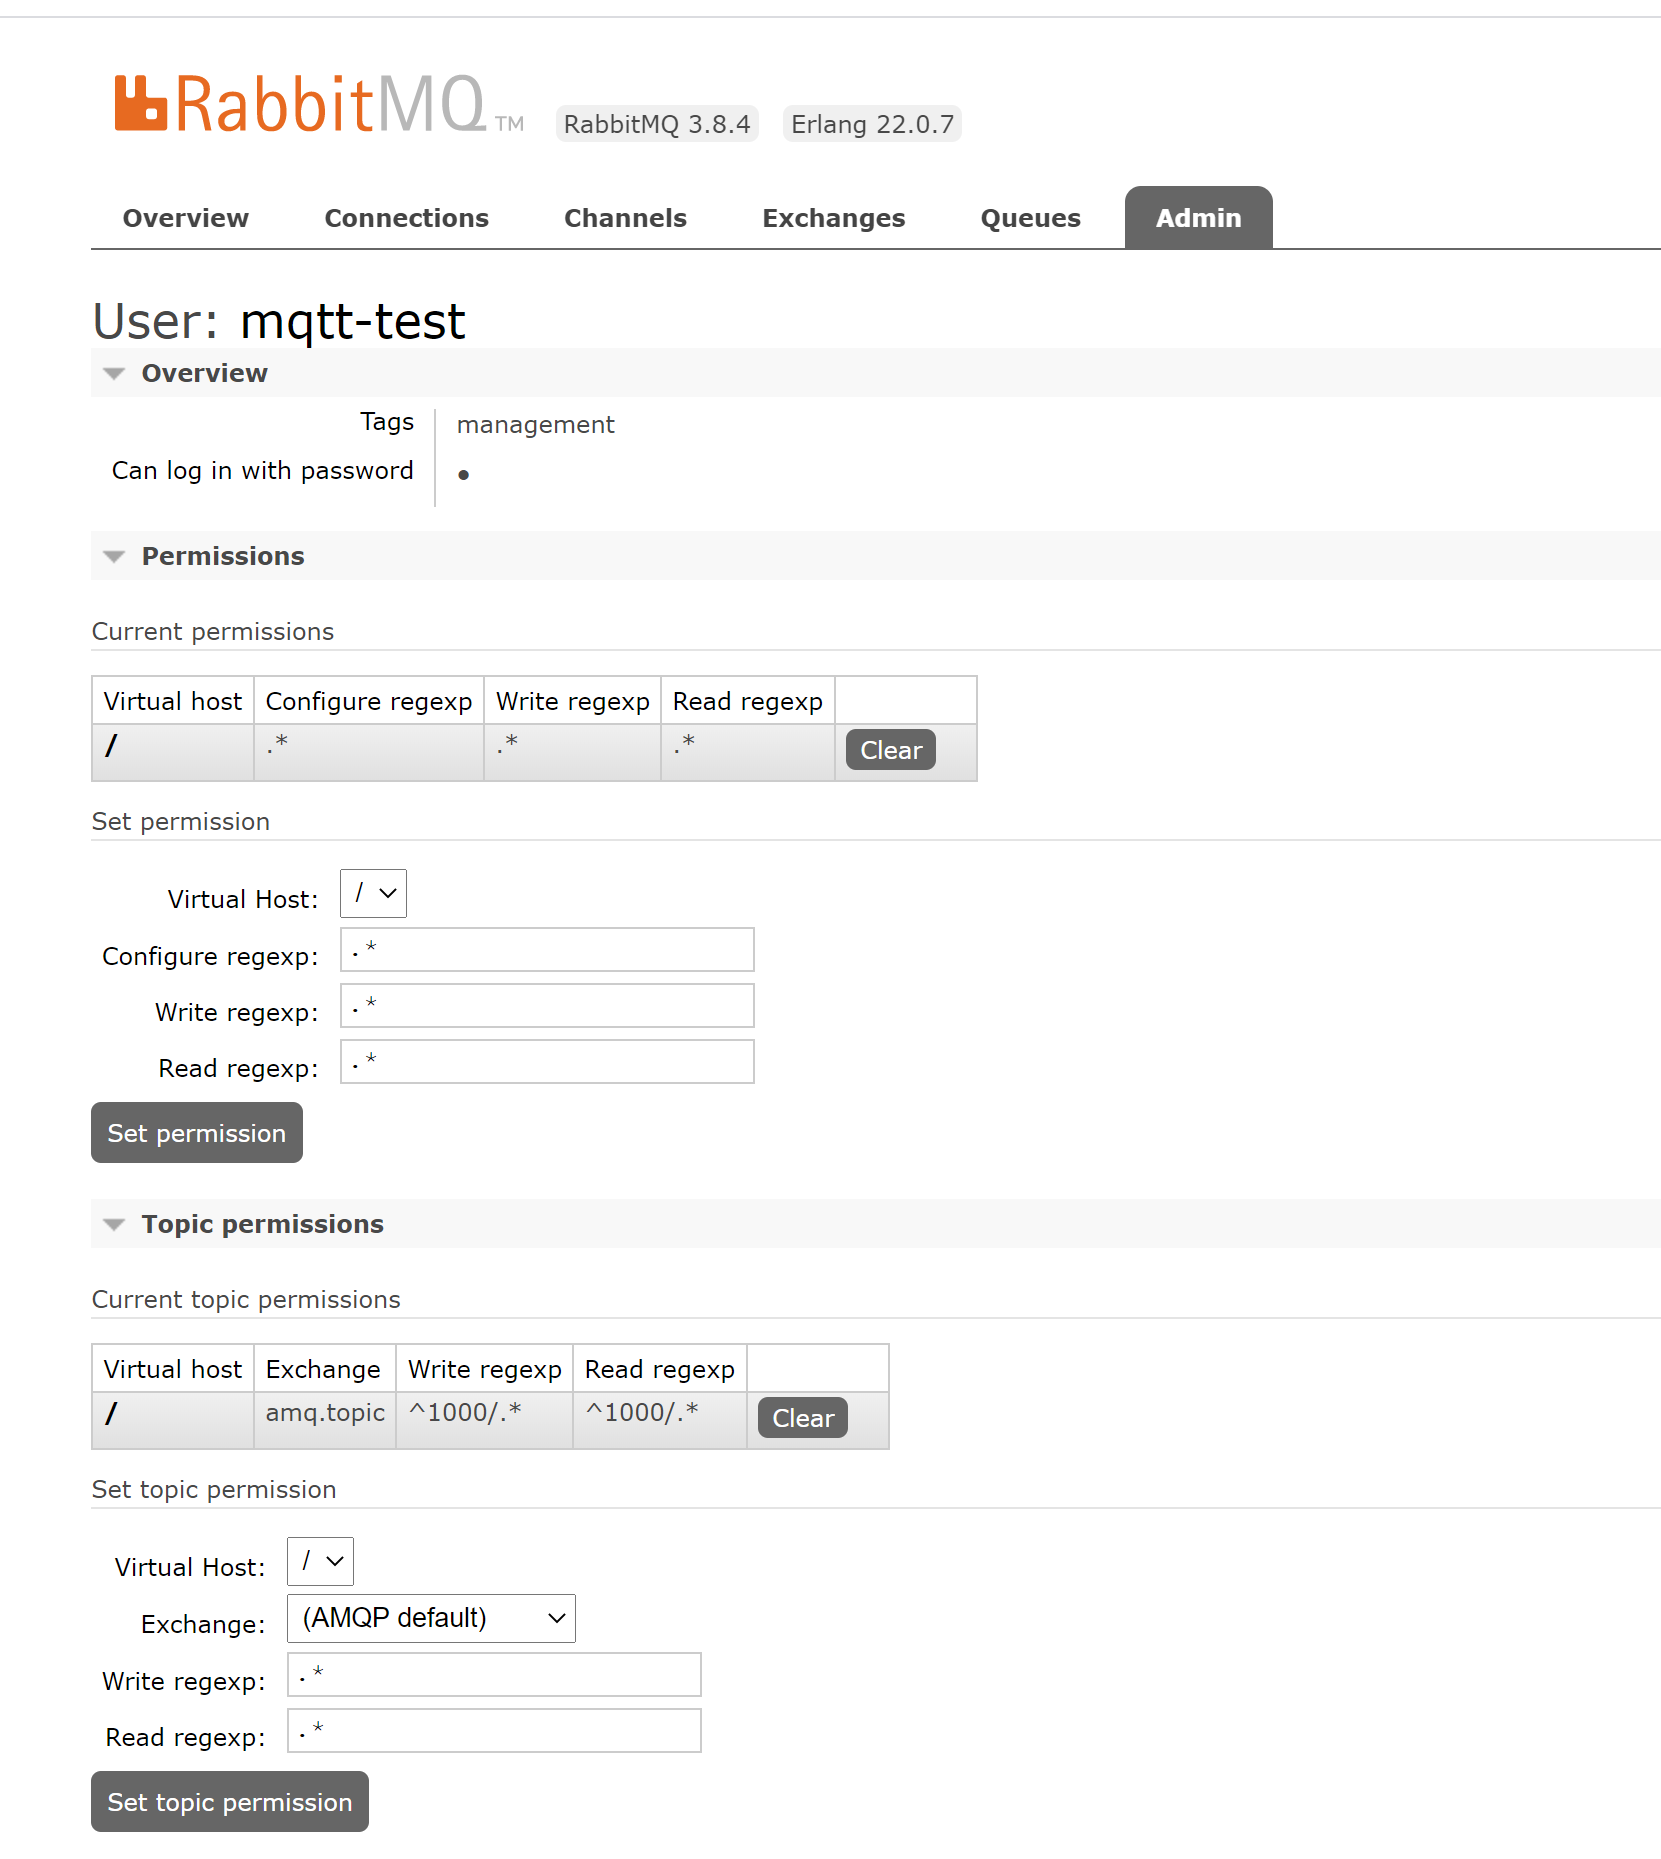 RabbitMQ TM RabbitMQ 3.8.4 Erlang 22.0.7
Overview Connections Channels Exchanges Queues Admin
User: mqtt-test
Overview
Tags management
Can log in with password •
Permissions
Current permissions
Virtual host Configure regexp Write regexp Read regexp
/ .* .* .* Clear
Set permission
Virtual Host: /
Configure regexp: .*
Write regexp: .*
Read regexp: .*
Set permission
Topic permissions
Current topic permissions
Virtual host Exchange Write regexp Read regexp
/ amq.topic ^1000/.* ^1000/.* Clear
Set topic permission
Virtual Host: /
Exchange: (AMQP default)
Write regexp: .*
Read regexp: .*
Set topic permission